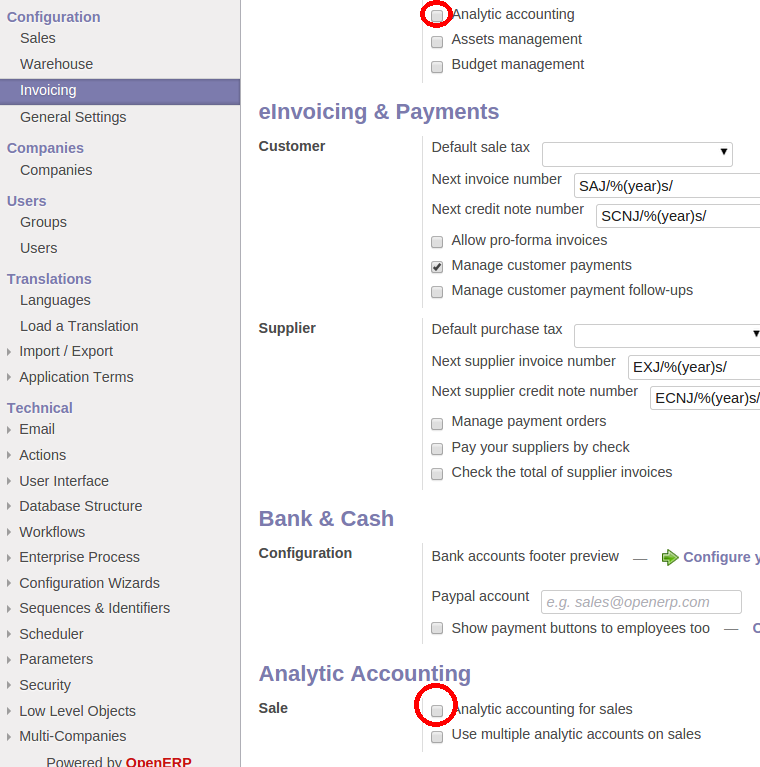 Configuration
Sales
Warehouse
Invoicing
General Settings
Companies
Companies
Users
Groups
Users
Translations
Languages
Load a Translation
Import / Export
Application Terms
Technical
Email
Actions
User Interface
Database Structure
Workflows
Enterprise Process
Configuration Wizards
Sequences & Identifiers
Scheduler
Parameters
Security
Low Level Objects
Multi-Companies
Powered by OpenERP
Analytic accounting
Assets management
Budget management
eInvoicing & Payments
Customer
Default sale tax
Next invoice number SAJ/%(year)s/
Next credit note number SCNJ/%(year)s/
Allow pro-forma invoices
Manage customer payments
Manage customer payment follow-ups
Supplier
Default purchase tax
Next supplier invoice number EXJ/%(year)s/
Next supplier credit note number ECNJ/%(year)s/
Manage payment orders
Pay your suppliers by check
Check the total of supplier invoices
Bank & Cash
Configuration
Bank accounts footer preview — Configure y
Paypal account e.g. sales@openerp.com
Show payment buttons to employees too —
Analytic Accounting
Sale
Analytic accounting for sales
Use multiple analytic accounts on sales